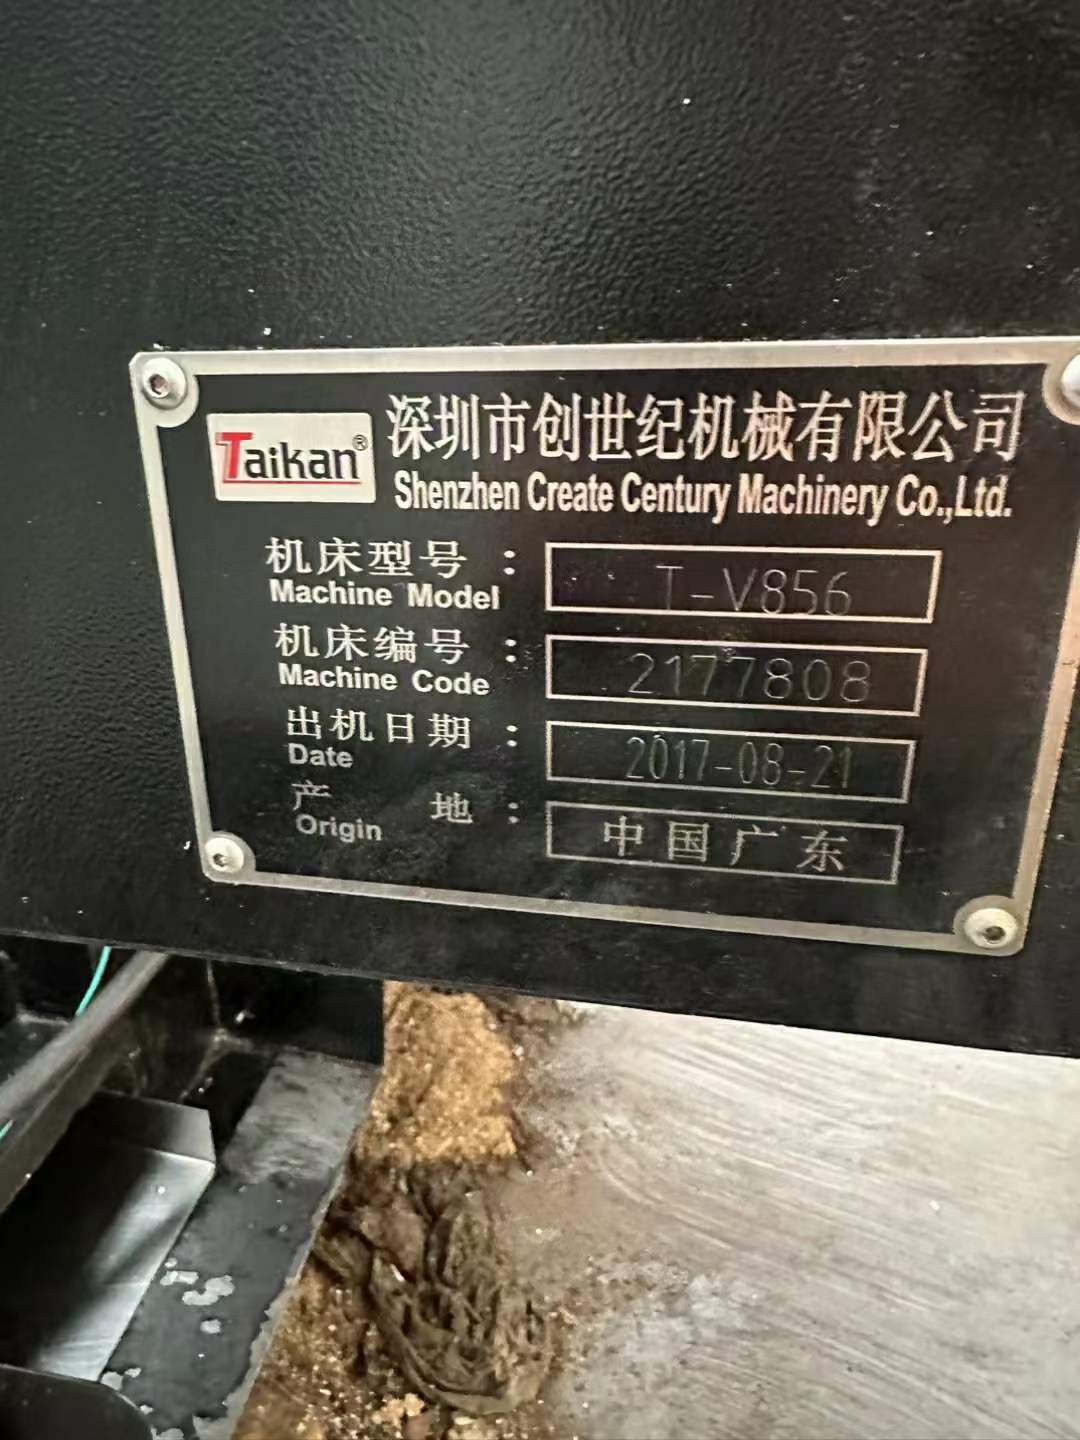 Taikan®
深圳市创世纪机械有限公司
Shenzhen Create Century Machinery Co.,Ltd.
机床型号：
Machine Model
T-V856
机床编号：
Machine Code
2177808
出机日期：
Date
2017-08-21
产 地：
Origin
中国广东